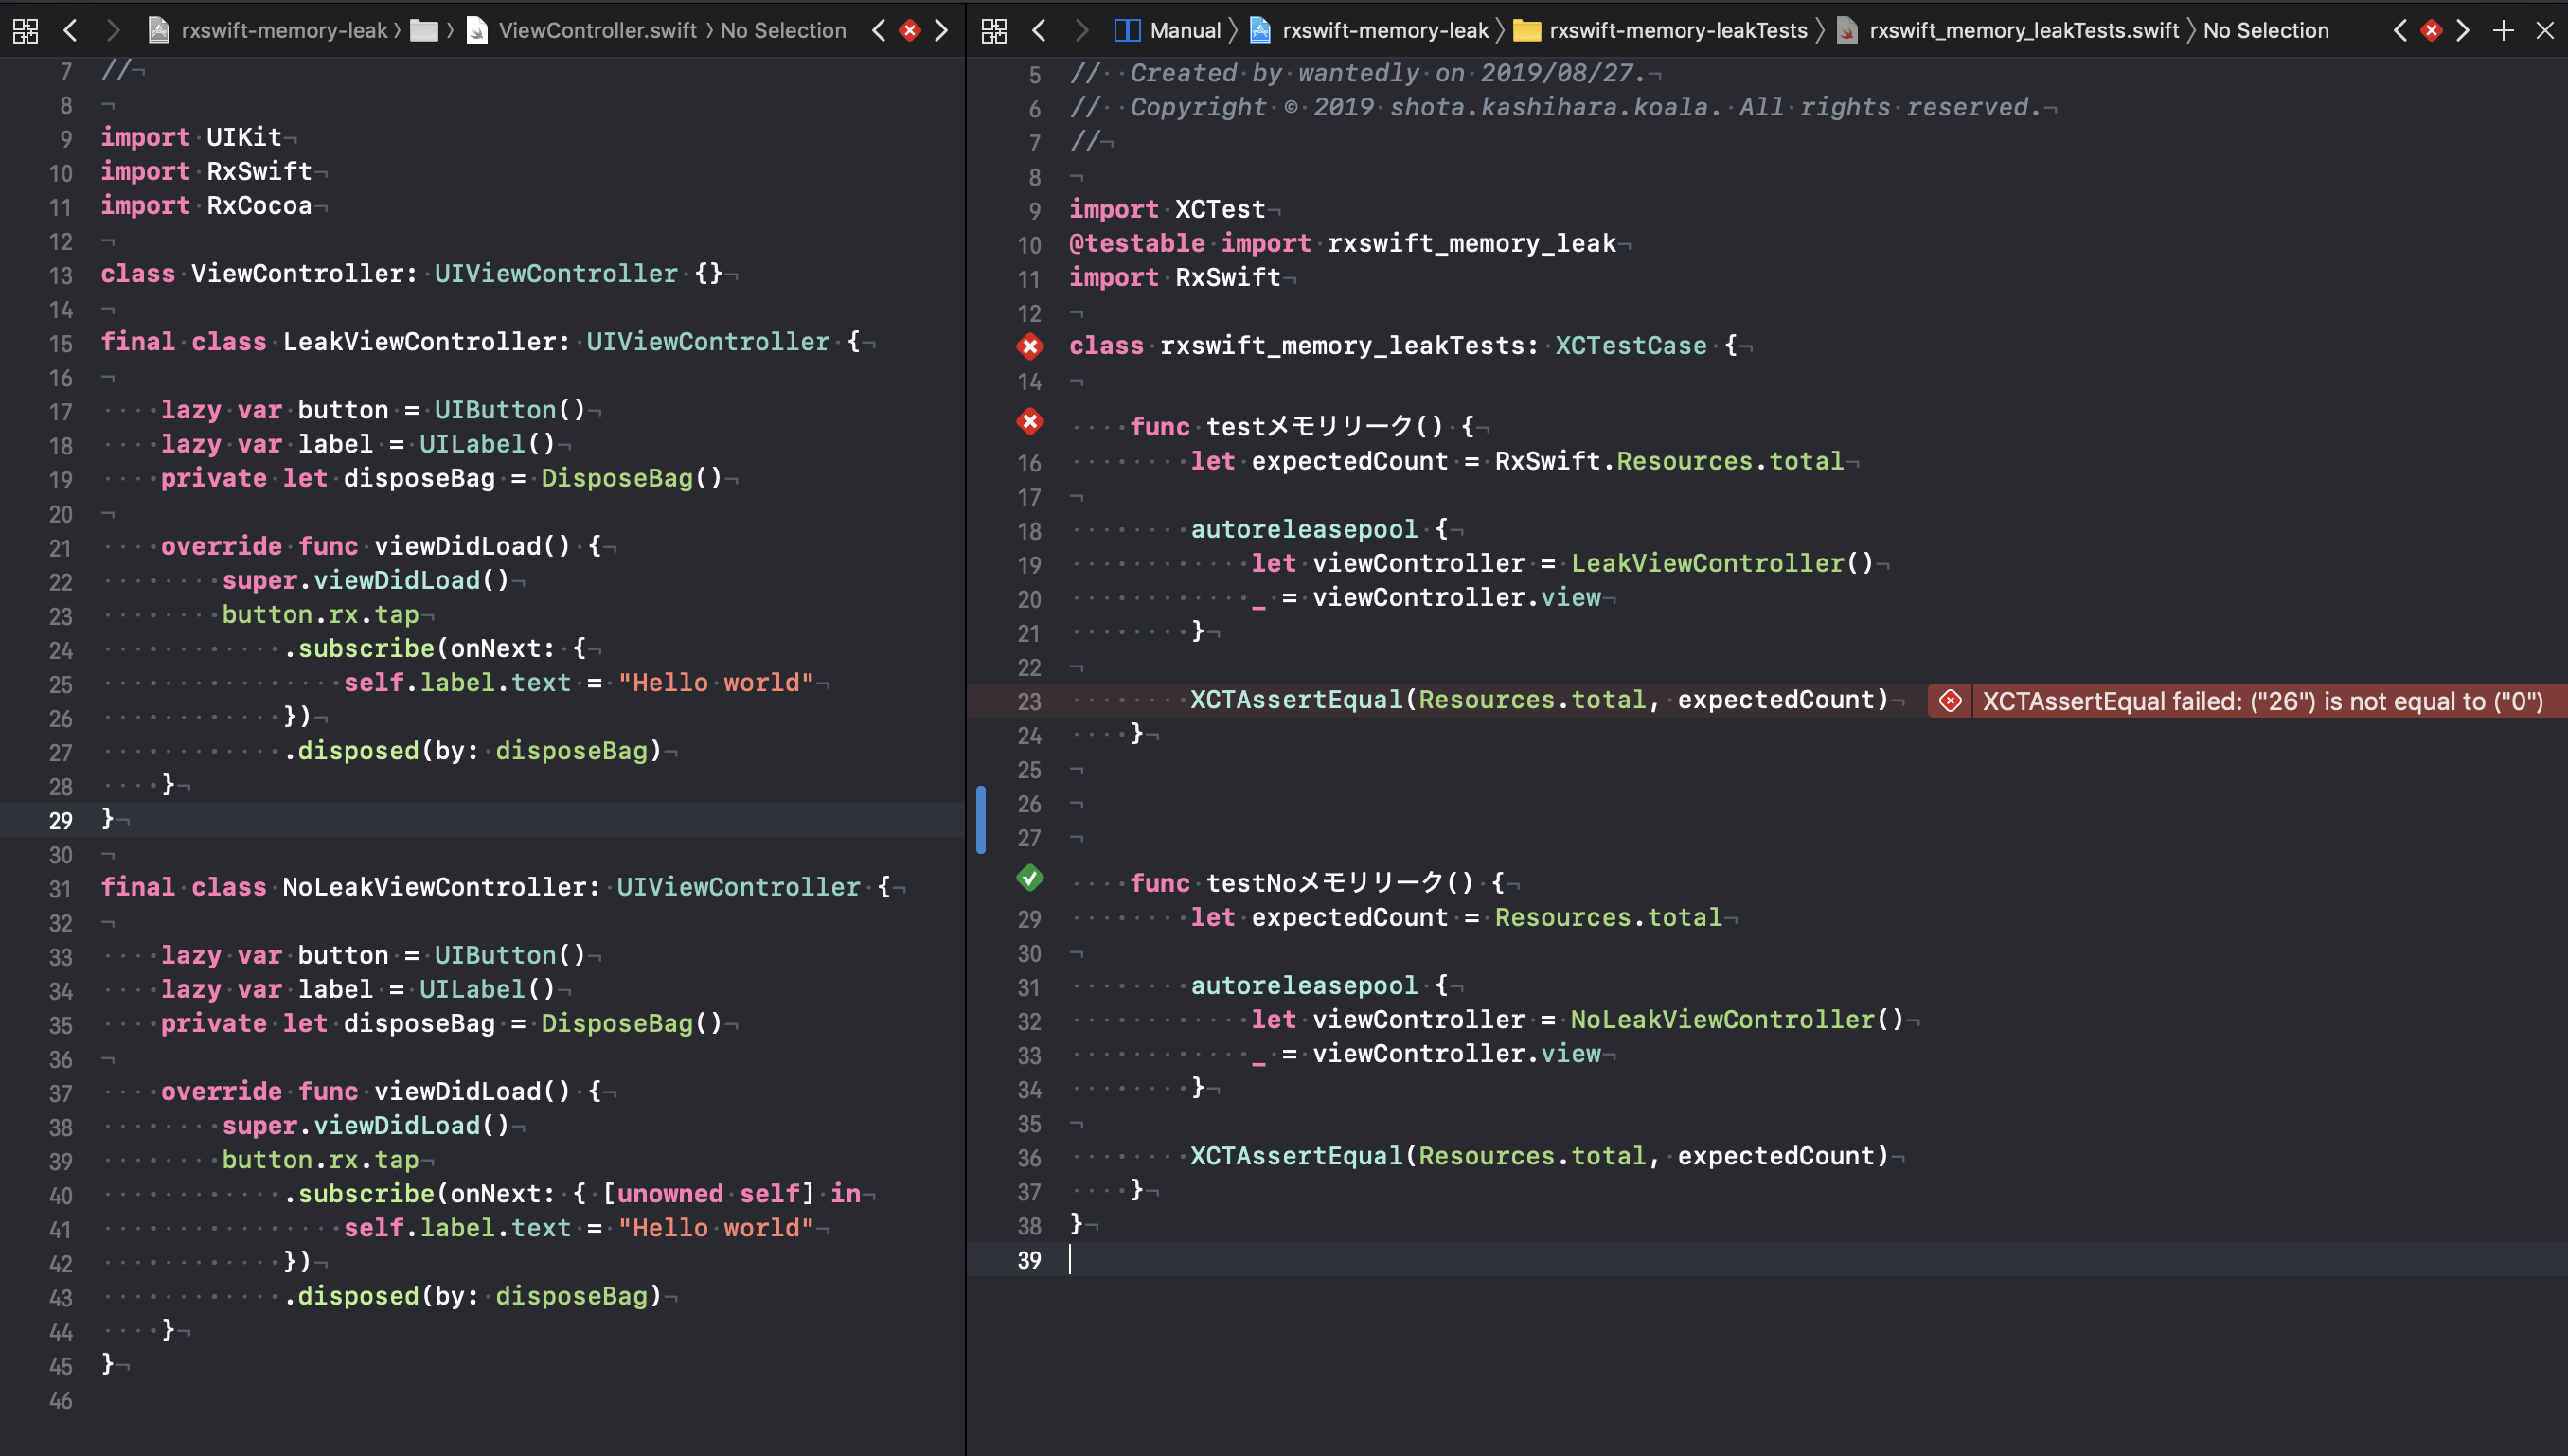 rxswift-memory-leak ViewController.swift No Selection
7 //
8
9 import UIKit
10 import RxSwift
11 import RxCocoa
12
13 class ViewController: UIViewController {}
14
15 final class LeakViewController: UIViewController {
16
17 lazy var button = UIButton()
18 lazy var label = UILabel()
19 private let disposeBag = DisposeBag()
20
21 override func viewDidLoad() {
22 super.viewDidLoad()
23 button.rx.tap
24 .subscribe(onNext: {
25 self.label.text = "Hello world"
26 })
27 .disposed(by: disposeBag)
28 }
29 }
30
31 final class NoLeakViewController: UIViewController {
32
33 lazy var button = UIButton()
34 lazy var label = UILabel()
35 private let disposeBag = DisposeBag()
36
37 override func viewDidLoad() {
38 super.viewDidLoad()
39 button.rx.tap
40 .subscribe(onNext: { [unowned self] in
41 self.label.text = "Hello world"
42 })
43 .disposed(by: disposeBag)
44 }
45 }
46
Manual rxswift-memory-leak rxswift-memory-leakTests rxswift_memory_leakTests.swift No Selection
5 // Created by wantedly on 2019/08/27.
6 // Copyright © 2019 shota.kashihara.koala. All rights reserved.
7 //
8
9 import XCTest
10 @testable import rxswift_memory_leak
11 import RxSwift
12
class rxswift_memory_leakTests: XCTestCase {
14
func testメモリリーク() {
16 let expectedCount = RxSwift.Resources.total
17
18 autoreleasepool {
19 let viewController = LeakViewController()
20 _ = viewController.view
21 }
22
23 XCTAssertEqual(Resources.total, expectedCount) XCTAssertEqual failed: ("26") is not equal to ("0")
24 }
25
26
27
func testNoメモリリーク() {
29 let expectedCount = Resources.total
30
31 autoreleasepool {
32 let viewController = NoLeakViewController()
33 _ = viewController.view
34 }
35
36 XCTAssertEqual(Resources.total, expectedCount)
37 }
38 }
39